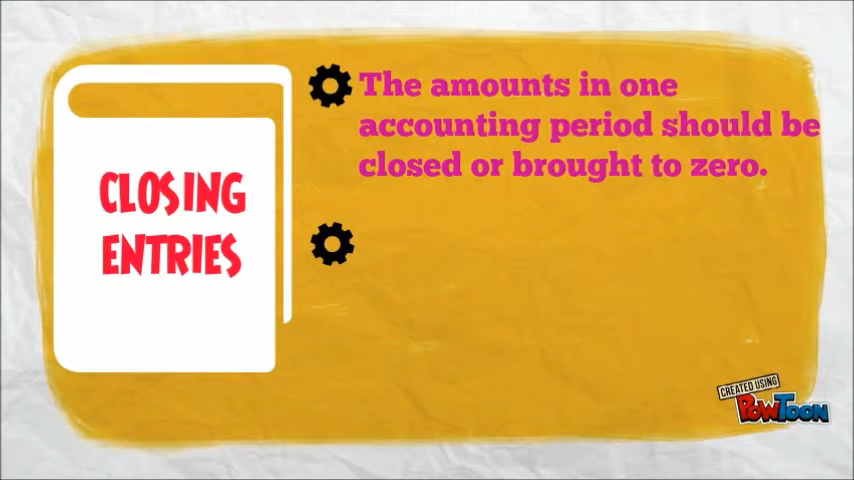 The amounts in one
accounting period should be
closed or brought to zero.
CLOSING
ENTRIES
CREATED USING
POWTOON